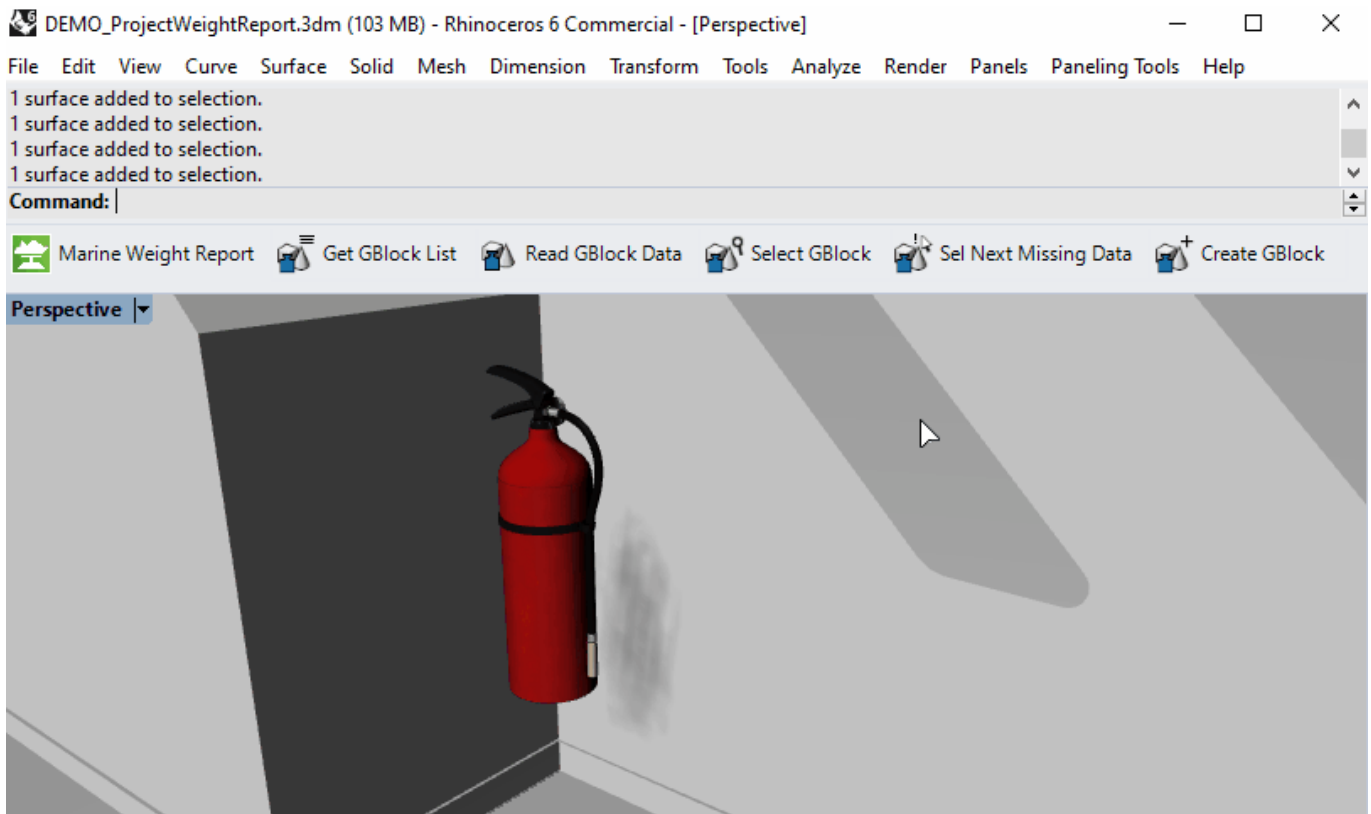 DEMO_ProjectWeightReport.3dm (103 MB) - Rhinoceros 6 Commercial - [Perspective]
File Edit View Curve Surface Solid Mesh Dimension Transform Tools Analyze Render Panels Paneling Tools Help
1 surface added to selection.
1 surface added to selection.
1 surface added to selection.
1 surface added to selection.
Command:
Marine Weight Report Get GBlock List Read GBlock Data Select GBlock Sel Next Missing Data Create GBlock
Perspective